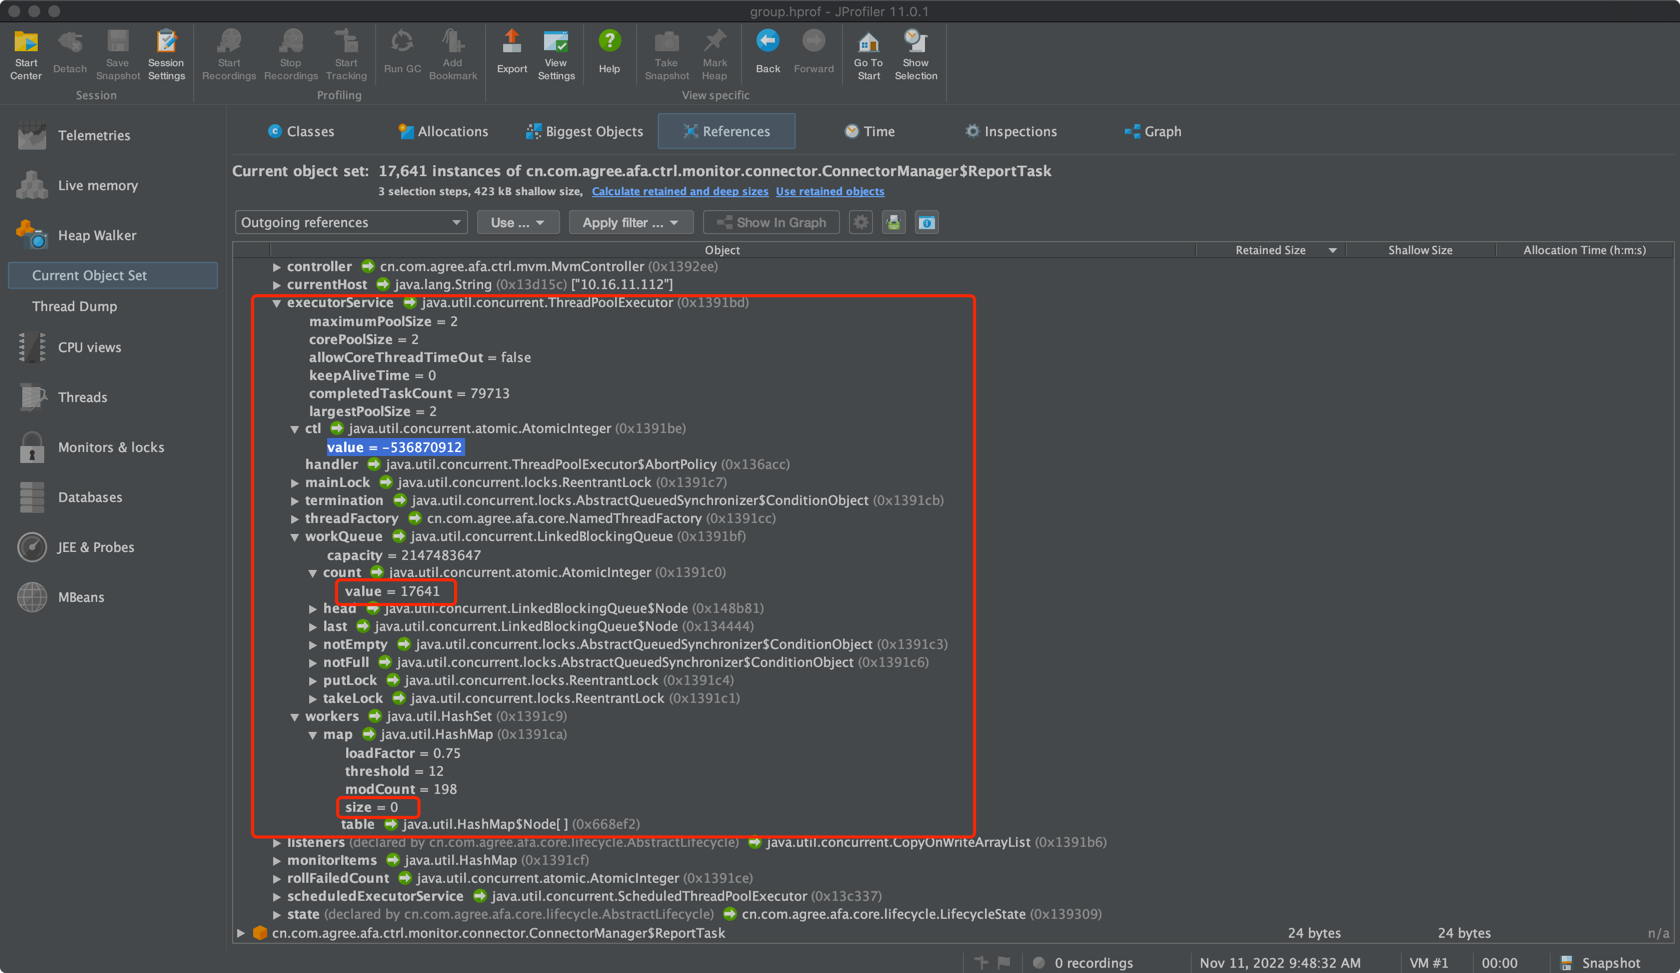 group.hprof - JProfiler 11.0.1
Start Center
Detach
Save Snapshot
Session Settings
Start Recordings
Stop Recordings
Start Tracking
Run GC
Add Bookmark
Export
View Settings
Help
Take Snapshot
Mark Heap
Back
Forward
Go To Start
Show Selection
Session
Profiling
View specific
Telemetries
Live memory
Heap Walker
Current Object Set
Thread Dump
CPU views
Threads
Monitors & locks
Databases
JEE & Probes
MBeans
Classes
Allocations
Biggest Objects
References
Time
Inspections
Graph
Current object set: 17,641 instances of cn.com.agree.afa.ctrl.monitor.connector.ConnectorManager$ReportTask
3 selection steps, 423 kB shallow size, Calculate retained and deep sizes Use retained objects
Outgoing references
Use ...
Apply filter ...
Show In Graph
Object
Retained Size
Shallow Size
Allocation Time (h:m:s)
controller cn.com.agree.afa.ctrl.mvm.MvmController (0x1392ee)
currentHost java.lang.String (0x13d15c) ["10.16.11.112"]
executorService java.util.concurrent.ThreadPoolExecutor (0x1391bd)
maximumPoolSize = 2
corePoolSize = 2
allowCoreThreadTimeOut = false
keepAliveTime = 0
completedTaskCount = 79713
largestPoolSize = 2
ctl java.util.concurrent.atomic.AtomicInteger (0x1391be)
value = -536870912
handler java.util.concurrent.ThreadPoolExecutor$AbortPolicy (0x136acc)
mainLock java.util.concurrent.locks.ReentrantLock (0x1391c7)
termination java.util.concurrent.locks.AbstractQueuedSynchronizer$ConditionObject (0x1391cb)
threadFactory cn.com.agree.afa.core.NamedThreadFactory (0x1391cc)
workQueue java.util.concurrent.LinkedBlockingQueue (0x1391bf)
capacity = 2147483647
count java.util.concurrent.atomic.AtomicInteger (0x1391c0)
value = 17641
head java.util.concurrent.LinkedBlockingQueue$Node (0x148b81)
last java.util.concurrent.LinkedBlockingQueue$Node (0x134444)
notEmpty java.util.concurrent.locks.AbstractQueuedSynchronizer$ConditionObject (0x1391c3)
notFull java.util.concurrent.locks.AbstractQueuedSynchronizer$ConditionObject (0x1391c6)
putLock java.util.concurrent.locks.ReentrantLock (0x1391c4)
takeLock java.util.concurrent.locks.ReentrantLock (0x1391c1)
workers java.util.HashSet (0x1391c9)
map java.util.HashMap (0x1391ca)
loadFactor = 0.75
threshold = 12
modCount = 198
size = 0
table java.util.HashMap$Node[ ] (0x668ef2)
listeners (declared by cn.com.agree.afa.core.lifecycle.AbstractLifecycle) java.util.concurrent.CopyOnWriteArrayList (0x1391b6)
monitorItems java.util.HashMap (0x1391cf)
rollFailedCount java.util.concurrent.atomic.AtomicInteger (0x1391ce)
scheduledExecutorService java.util.concurrent.ScheduledThreadPoolExecutor (0x13c337)
state (declared by cn.com.agree.afa.core.lifecycle.AbstractLifecycle) cn.com.agree.afa.core.lifecycle.LifecycleState (0x139309)
cn.com.agree.afa.ctrl.monitor.connector.ConnectorManager$ReportTask 24 bytes 24 bytes n/a
0 recordings
Nov 11, 2022 9:48:32 AM
VM #1
00:00
Snapshot